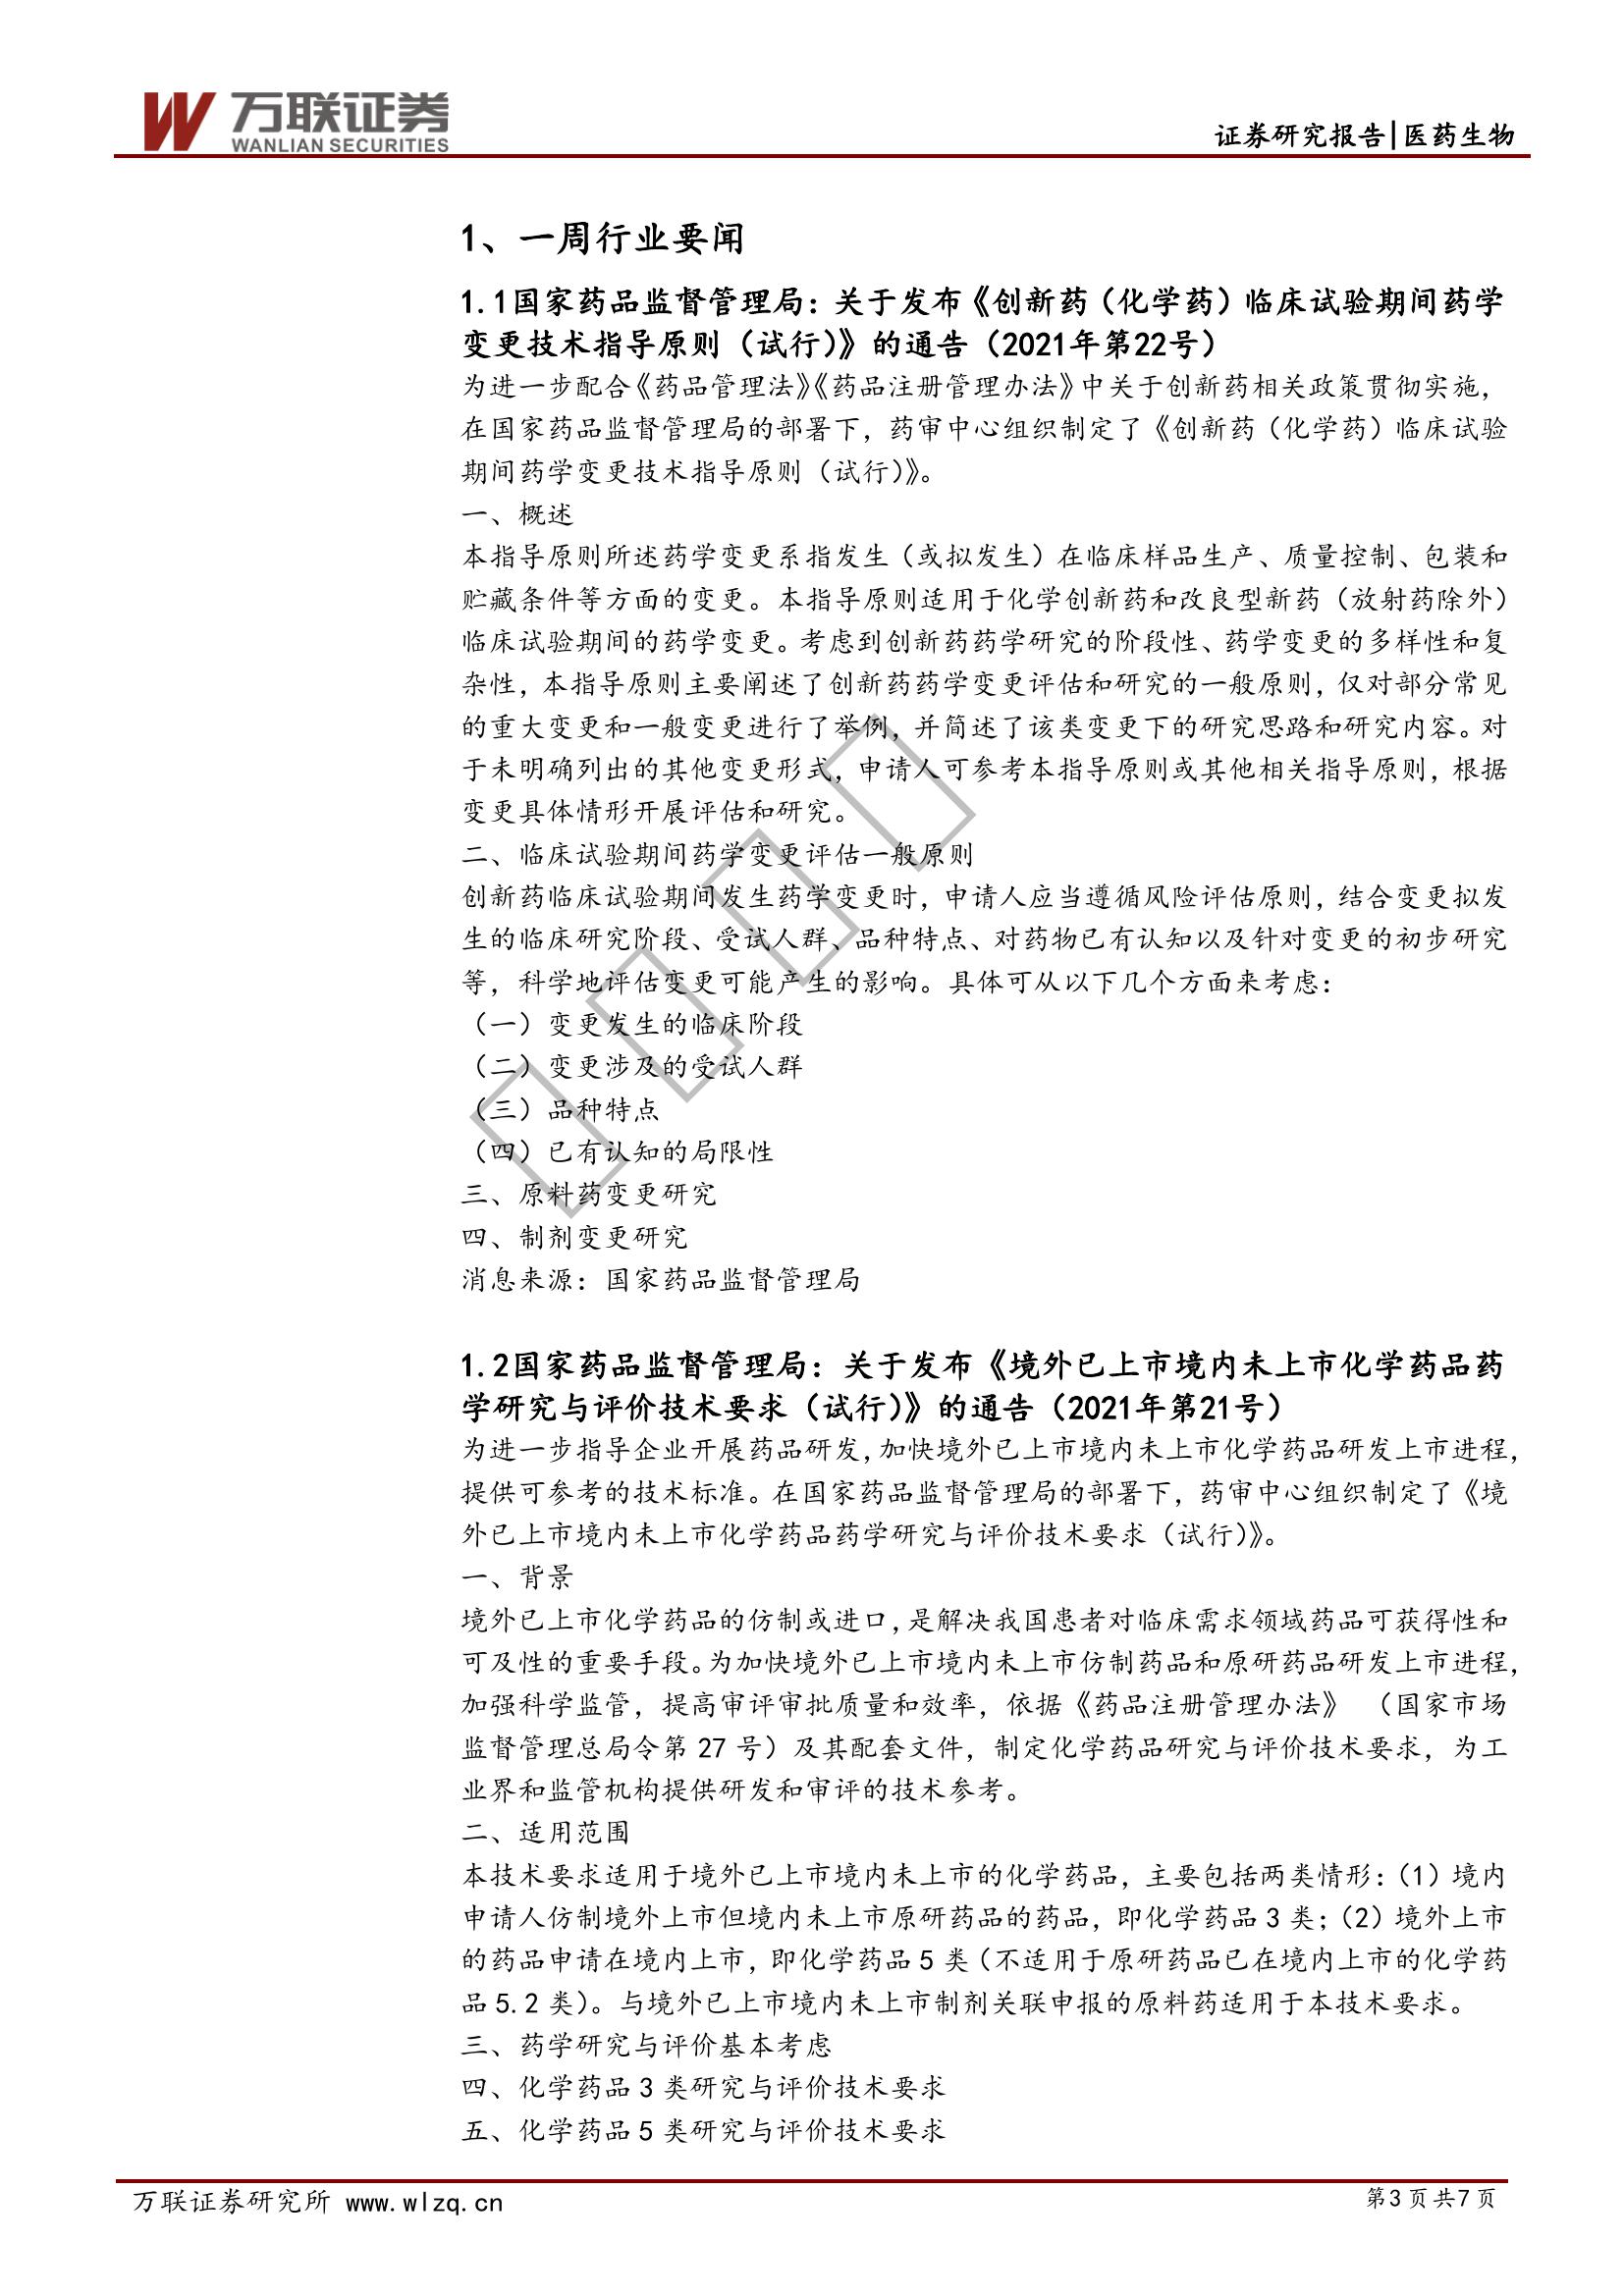 万联证券
WANLIAN SECURITIES
证券研究报告|医药生物
1、一周行业要闻
1.1国家药品监督管理局：关于发布《创新药（化学药）临床试验期间药学
变更技术指导原则（试行）》的通告（2021年第22号）
为进一步配合《药品管理法》《药品注册管理办法》中关于创新药相关政策贯彻实施，
在国家药品监督管理局的部署下，药审中心组织制定了《创新药（化学药）临床试验
期间药学变更技术指导原则（试行）》。
一、概述
本指导原则所述药学变更系指发生（或拟发生）在临床样品生产、质量控制、包装和
贮藏条件等方面的变更。本指导原则适用于化学创新药和改良型新药（放射药除外）
临床试验期间的药学变更。考虑到创新药药学研究的阶段性、药学变更的多样性和复
杂性，本指导原则主要阐述了创新药药学变更评估和研究的一般原则，仅对部分常见
的重大变更和一般变更进行了举例，并简述了该类变更下的研究思路和研究内容。对
于未明确列出的其他变更形式，申请人可参考本指导原则或其他相关指导原则，根据
变更具体情形开展评估和研究。
二、临床试验期间药学变更评估一般原则
创新药临床试验期间发生药学变更时，申请人应当遵循风险评估原则，结合变更拟发
生的临床研究阶段、受试人群、品种特点、对药物已有认知以及针对变更的初步研究
等，科学地评估变更可能产生的影响。具体可从以下几个方面来考虑：
（一）变更发生的临床阶段
（二）变更涉及的受试人群
（三）品种特点
（四）已有认知的局限性
三、原料药变更研究
四、制剂变更研究
消息来源：国家药品监督管理局
1.2国家药品监督管理局：关于发布《境外已上市境内未上市化学药品药
学研究与评价技术要求（试行）》的通告（2021年第21号）
为进一步指导企业开展药品研发，加快境外已上市境内未上市化学药品研发上市进程，
提供可参考的技术标准。在国家药品监督管理局的部署下，药审中心组织制定了《境
外已上市境内未上市化学药品药学研究与评价技术要求（试行）》。
一、背景
境外已上市化学药品的仿制或进口，是解决我国患者对临床需求领域药品可获得性和
可及性的重要手段。为加快境外已上市境内未上市仿制药品和原研药品研发上市进程，
加强科学监管，提高审评审批质量和效率，依据《药品注册管理办法》 （国家市场
监督管理总局令第 27 号）及其配套文件，制定化学药品研究与评价技术要求，为工
业界和监管机构提供研发和审评的技术参考。
二、适用范围
本技术要求适用于境外已上市境内未上市的化学药品，主要包括两类情形：（1）境内
申请人仿制境外上市但境内未上市原研药品的药品，即化学药品 3 类；（2）境外上市
的药品申请在境内上市，即化学药品 5 类（不适用于原研药品已在境内上市的化学药
品 5.2 类）。与境外已上市境内未上市制剂关联申报的原料药适用于本技术要求。
三、药学研究与评价基本考虑
四、化学药品 3 类研究与评价技术要求
五、化学药品 5 类研究与评价技术要求
万联证券研究所 www.wlzq.cn
第 3 页 共 7 页